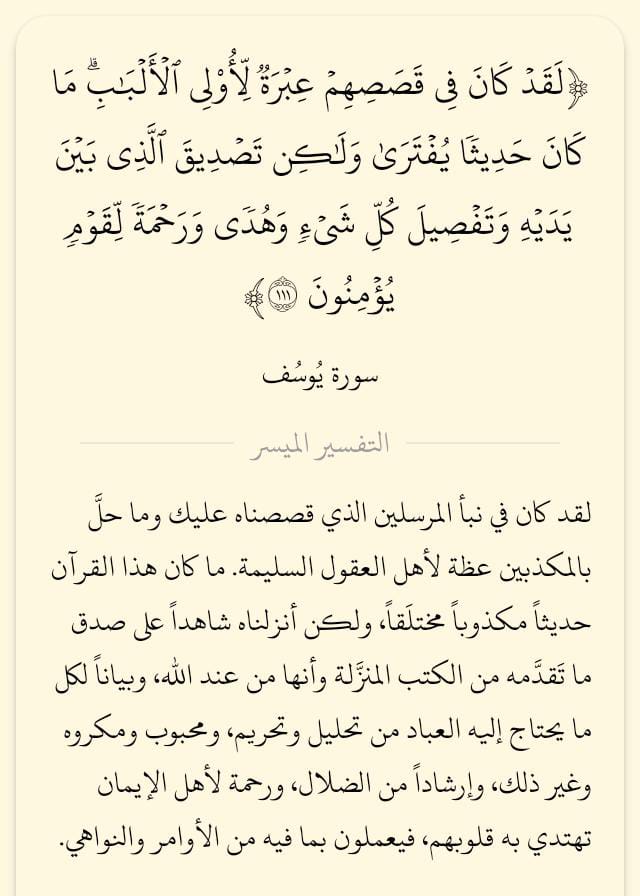 ﴿لَقَدۡ كَانَ فِي قَصَصِهِمۡ عِبۡرَةٞ لِّأُوْلِي ٱلۡأَلۡبَٰبِۗ مَا
كَانَ حَدِيثٗا يُفۡتَرَىٰ وَلَٰكِن تَصۡدِيقَ ٱلَّذِي بَيۡنَ
يَدَيۡهِ وَتَفۡصِيلَ كُلِّ شَيۡءٖ وَهُدٗى وَرَحۡمَةٗ لِّقَوۡمٖ
يُؤۡمِنُونَ ١١١﴾
سورة يُوسُف
التفسير الميسر
لقد كان في نبأ المرسلين الذي قصصناه عليك وما حلَّ
بالمكذبين عظة لأهل العقول السليمة. ما كان هذا القرآن
حديثاً مكذوباً مختلَقاً، ولكن أنزلناه شاهداً على صدق
ما تَقدَّمه من الكتب المنزَّلة وأنها من عند الله، وبياناً لكل
ما يحتاج إليه العباد من تحليل وتحريم، ومحبوب ومكروه
وغير ذلك، وإرشاداً من الضلال، ورحمة لأهل الإيمان
تهتدي به قلوبهم، فيعملون بما فيه من الأوامر والنواهي.